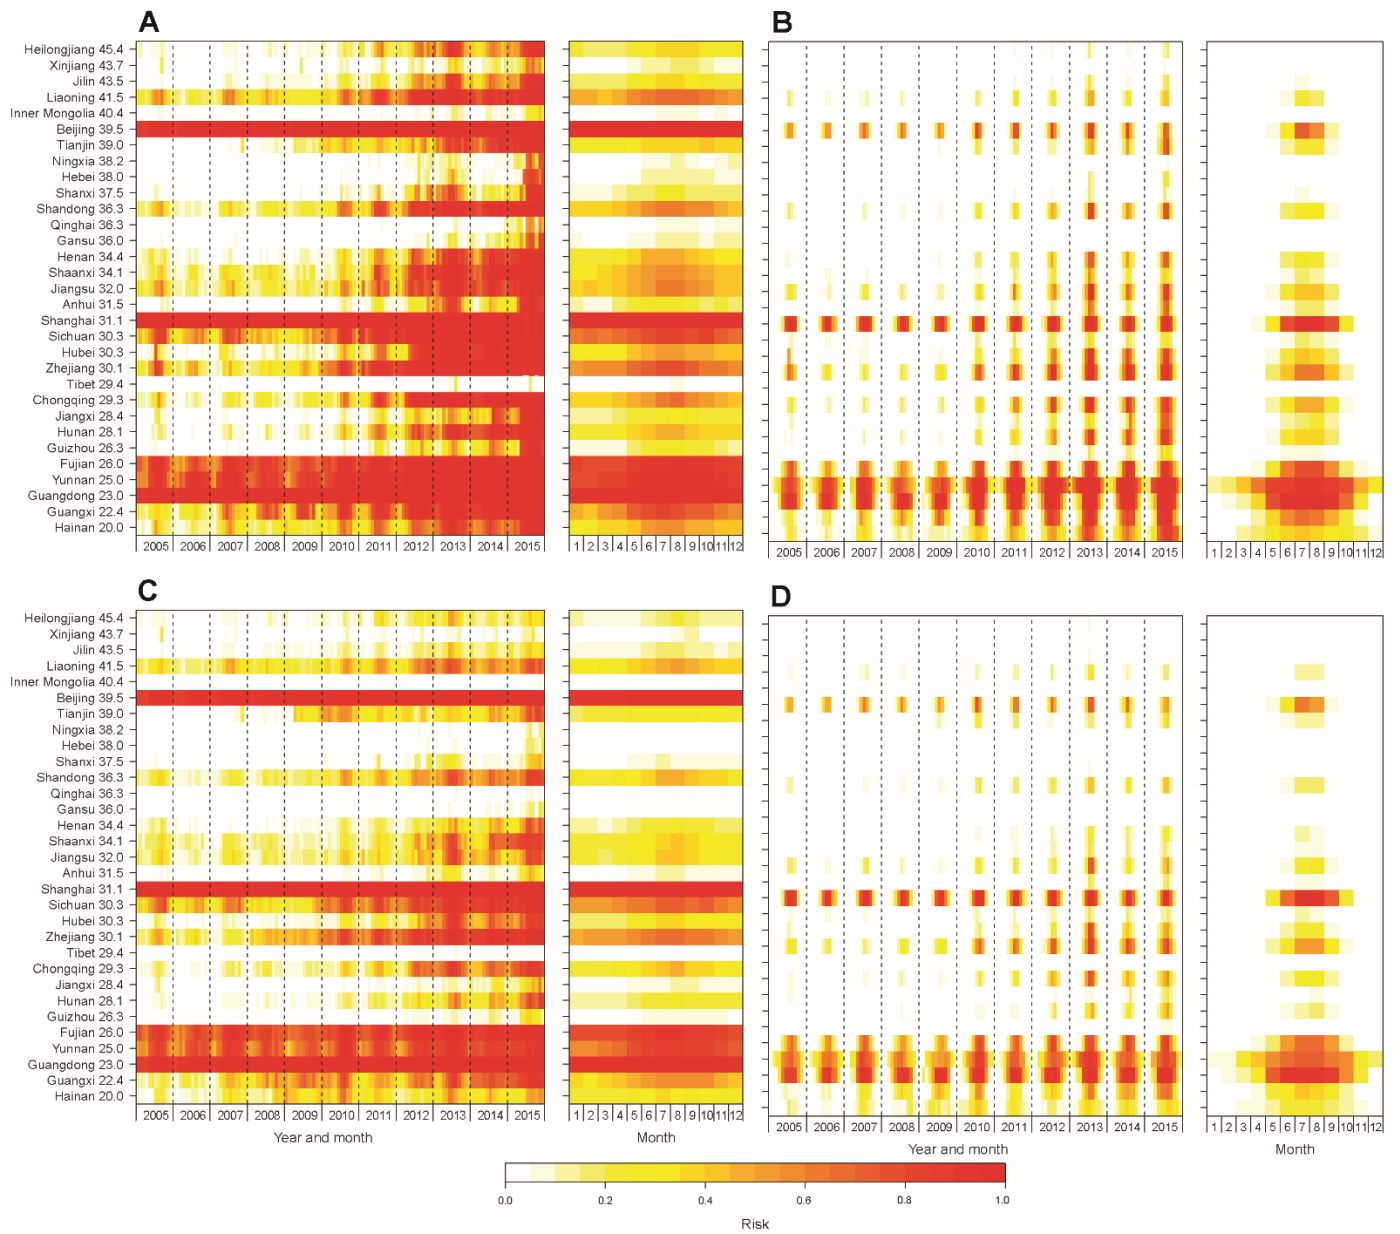 A
Heilongjiang 45.4
Xinjiang 43.7
Jilin 43.5
Liaoning 41.5
Inner Mongolia 40.4
Beijing 39.5
Tianjin 39.0
Ningxia 38.2
Hebei 38.0
Shanxi 37.5
Shandong 36.3
Qinghai 36.3
Gansu 36.0
Henan 34.4
Shaanxi 34.1
Jiangsu 32.0
Anhui 31.5
Shanghai 31.1
Sichuan 30.3
Hubei 30.3
Zhejiang 30.1
Tibet 29.4
Chongqing 29.3
Jiangxi 28.4
Hunan 28.1
Guizhou 26.3
Fujian 26.0
Yunnan 25.0
Guangdong 23.0
Guangxi 22.4
Hainan 20.0
2005 2006 2007 2008 2009 2010 2011 2012 2013 2014 2015
1 2 3 4 5 6 7 8 9 10 11 12
B
2005 2006 2007 2008 2009 2010 2011 2012 2013 2014 2015
1 2 3 4 5 6 7 8 9 10 11 12
C
Heilongjiang 45.4
Xinjiang 43.7
Jilin 43.5
Liaoning 41.5
Inner Mongolia 40.4
Beijing 39.5
Tianjin 39.0
Ningxia 38.2
Hebei 38.0
Shanxi 37.5
Shandong 36.3
Qinghai 36.3
Gansu 36.0
Henan 34.4
Shaanxi 34.1
Jiangsu 32.0
Anhui 31.5
Shanghai 31.1
Sichuan 30.3
Hubei 30.3
Zhejiang 30.1
Tibet 29.4
Chongqing 29.3
Jiangxi 28.4
Hunan 28.1
Guizhou 26.3
Fujian 26.0
Yunnan 25.0
Guangdong 23.0
Guangxi 22.4
Hainan 20.0
2005 2006 2007 2008 2009 2010 2011 2012 2013 2014 2015
Year and month
1 2 3 4 5 6 7 8 9 10 11 12
Month
D
2005 2006 2007 2008 2009 2010 2011 2012 2013 2014 2015
Year and month
1 2 3 4 5 6 7 8 9 10 11 12
Month
0.0 0.2 0.4 0.6 0.8 1.0
Risk